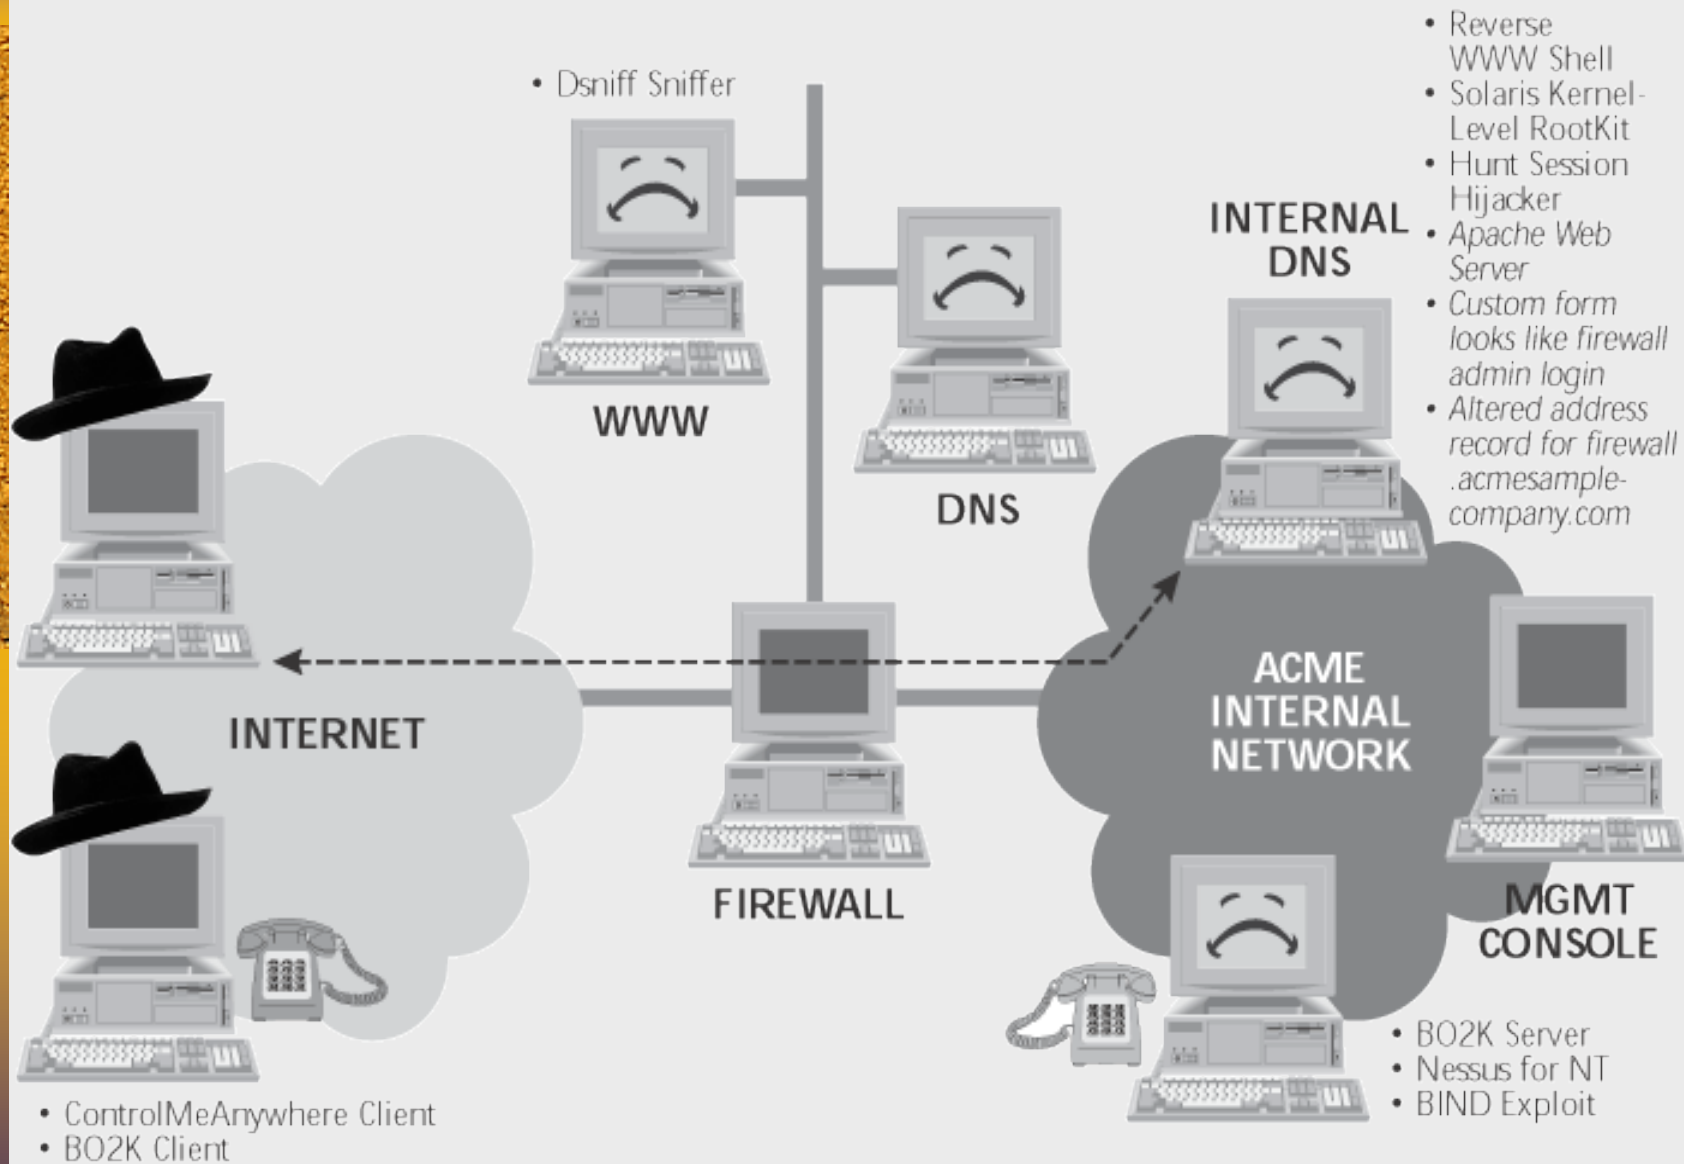 • Dsniff Sniffer
WWW
DNS
INTERNAL
DNS
• Reverse
WWW Shell
• Solaris Kernel-
Level RootKit
• Hunt Session
Hijacker
• Apache Web
Server
• Custom form
looks like firewall
admin login
• Altered address
record for firewall
.acmesample-
company.com
INTERNET
FIREWALL
ACME
INTERNAL
NETWORK
MGMT
CONSOLE
• ControlMeAnywhere Client
• BO2K Client
• BO2K Server
• Nessus for NT
• BIND Exploit